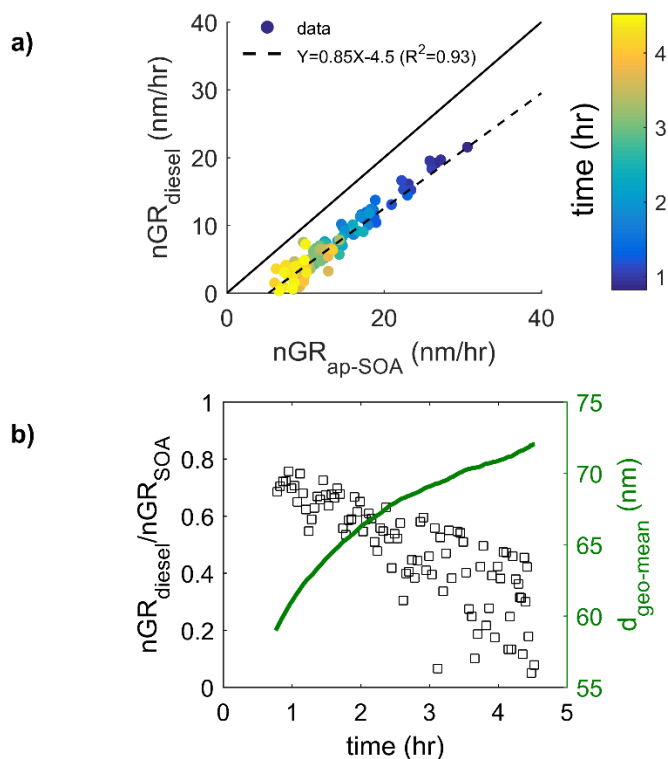 a)
40
30
20
10
0
nGR_diesel (nm/hr)
data
Y=0.85X-4.5 (R²=0.93)
0 20 40
nGR_ap-SOA (nm/hr)
4
3
2
1
time (hr)
b)
1
0.8
0.6
0.4
0.2
0
nGR_diesel/nGR_SOA
75
70
65
60
55
d_geo-mean (nm)
0 1 2 3 4 5
time (hr)